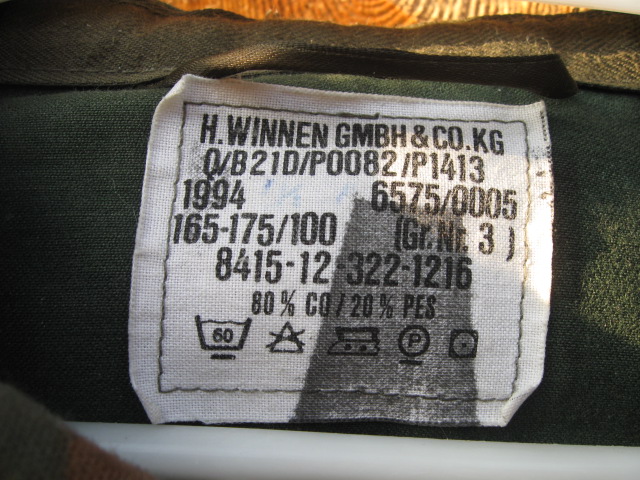 H. WINNEN GMBH & CO. KG
Q/B21D/P0082/P1413
1994 6575/0005
165-175/100 (Gr. Nr. 3)
8415-12-322-1216
80% CO / 20% PES
60 P